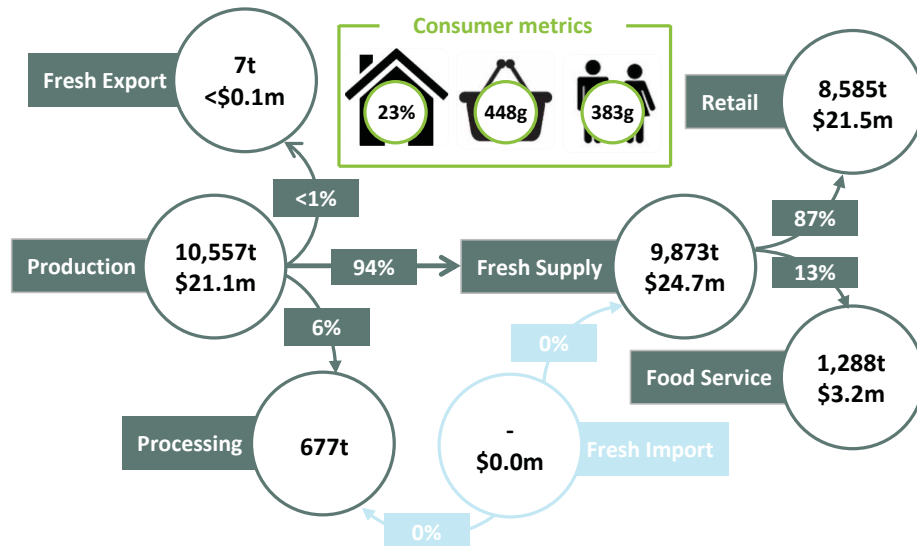 Consumer metrics
23%
448g
383g
Fresh Export
7t
<$0.1m
Retail
8,585t
$21.5m
<1%
87%
Production
10,557t
$21.1m
94%
Fresh Supply
9,873t
$24.7m
13%
6%
0%
Food Service
1,288t
$3.2m
Processing
677t
-
$0.0m
Fresh Import
0%